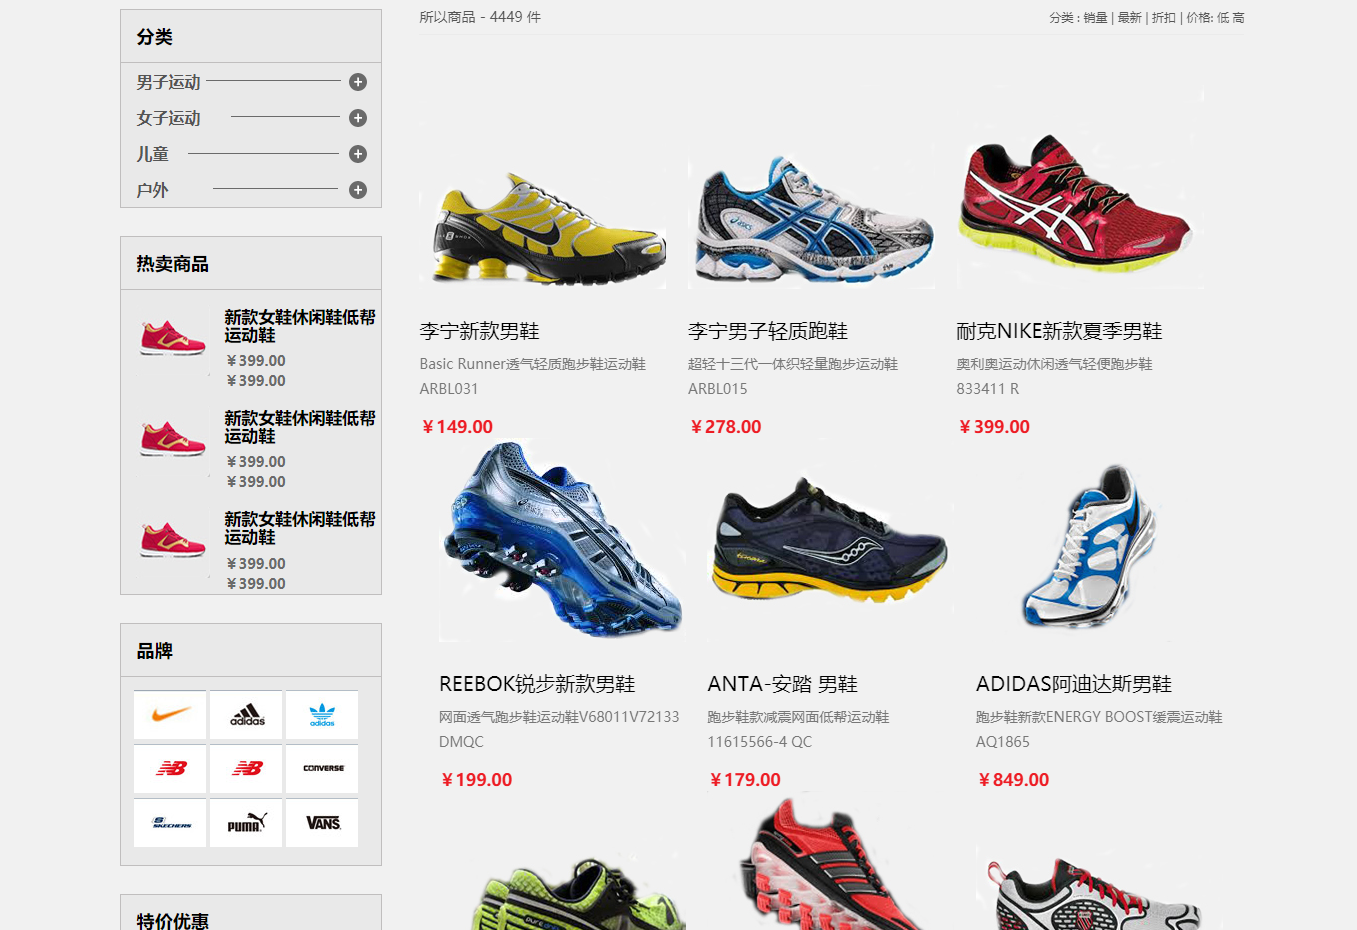 分类
男子运动
女子运动
儿童
户外
热卖商品
新款女鞋休闲鞋低帮
运动鞋
￥399.00
￥399.00
新款女鞋休闲鞋低帮
运动鞋
￥399.00
￥399.00
新款女鞋休闲鞋低帮
运动鞋
￥399.00
￥399.00
品牌
adidas
adidas
CONVERSE
SKECHERS
PUMA
VANS
特价优惠
所以商品 - 4449 件
分类 : 销量 | 最新 | 折扣 | 价格: 低 高
李宁新款男鞋
Basic Runner透气轻质跑步鞋运动鞋
ARBL031
￥149.00
李宁男子轻质跑鞋
超轻十三代一体织轻量跑步运动鞋
ARBL015
￥278.00
耐克NIKE新款夏季男鞋
奥利奥运动休闲透气轻便跑步鞋
833411 R
￥399.00
REEBOK锐步新款男鞋
网面透气跑步鞋运动鞋V68011V72133
DMQC
￥199.00
ANTA-安踏 男鞋
跑步鞋款减震网面低帮运动鞋
11615566-4 QC
￥179.00
ADIDAS阿迪达斯男鞋
跑步鞋新款ENERGY BOOST缓震运动鞋
AQ1865
￥849.00